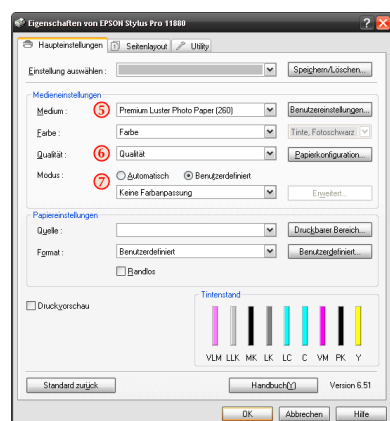 Eigenschaften von EPSON Stylus Pro 11880
Haupteinstellungen Seitenlayout Utility
Einstellung auswählen : Speichern/Löschen...
Medieneinstellungen
Medium : 5 Premium Luster Photo Paper (260) Benutzereinstellungen...
Farbe : Farbe Tinte, Fotoschwarz
Qualität : 6 Qualität Papierkonfiguration...
Modus : 7 Automatisch Benutzerdefiniert
Keine Farbanpassung Erweitert...
Papiereinstellungen
Quelle : Druckbarer Bereich...
Format : Benutzerdefiniert Benutzerdefiniert...
Randlos
Druckvorschau
Tintenstand
VLM LLK MK LK LC C VM PK Y
Standard zurück Handbuch(Y) Version 6.51
OK Abbrechen Hilfe